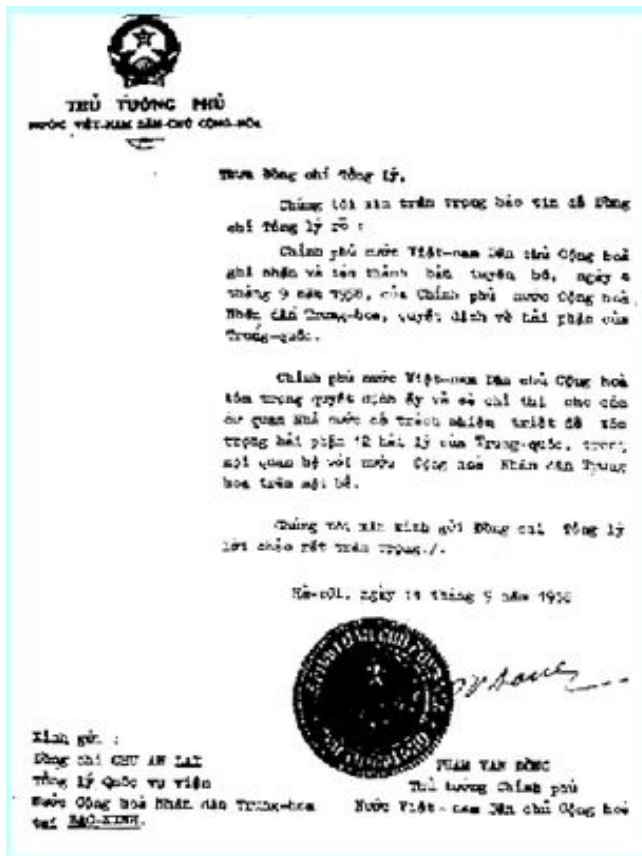 THỦ TƯỚNG PHỦ
NƯỚC VIỆT-NAM DÂN-CHỦ CỘNG-HÒA
Thưa Đồng chí Tổng lý,
Chúng tôi xin trân trọng báo tin để Đồng
chí Tổng lý rõ :
Chính phủ nước Việt-nam Dân chủ Cộng hoà
ghi nhận và tán thành bản tuyên bố, ngày 4
tháng 9 năm 1958, của Chính phủ nước Cộng hoà
Nhân dân Trung-hoa, quyết định về hải phận của
Trung-quốc.
Chính phủ nước Việt-nam Dân chủ Cộng hoà
tôn trọng quyết định ấy và sẽ chỉ thị cho các
cơ quan Nhà nước có trách nhiệm triệt để tôn
trọng hải phận 12 hải lý của Trung-quốc, trong
mọi quan hệ với nước Cộng hoà Nhân dân Trung
hoa trên mặt bể.
Chúng tôi xin kính gửi Đồng chí Tổng lý
lời chào rất trân trọng./.
Hà-nội, ngày 14 tháng 9 năm 1958
Kính gửi :
Đồng chí CHU AN LAI
Tổng lý Quốc vụ viện
Nước Cộng hoà Nhân dân Trung-hoa
tại BẮC-KINH.
PHẠM VĂN ĐỒNG
Thủ tướng Chính phủ
Nước Việt-nam Dân chủ Cộng hoà